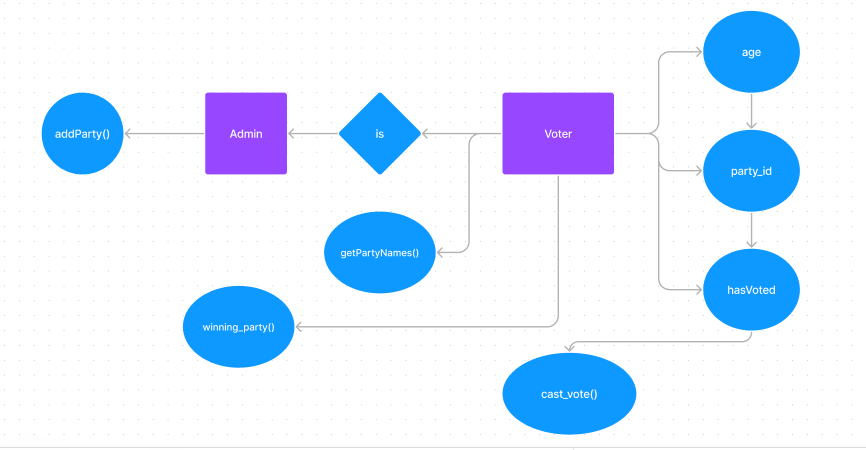 age
addParty()
Admin
is
Voter
party_id
getPartyNames()
hasVoted
winning_party()
cast_vote()